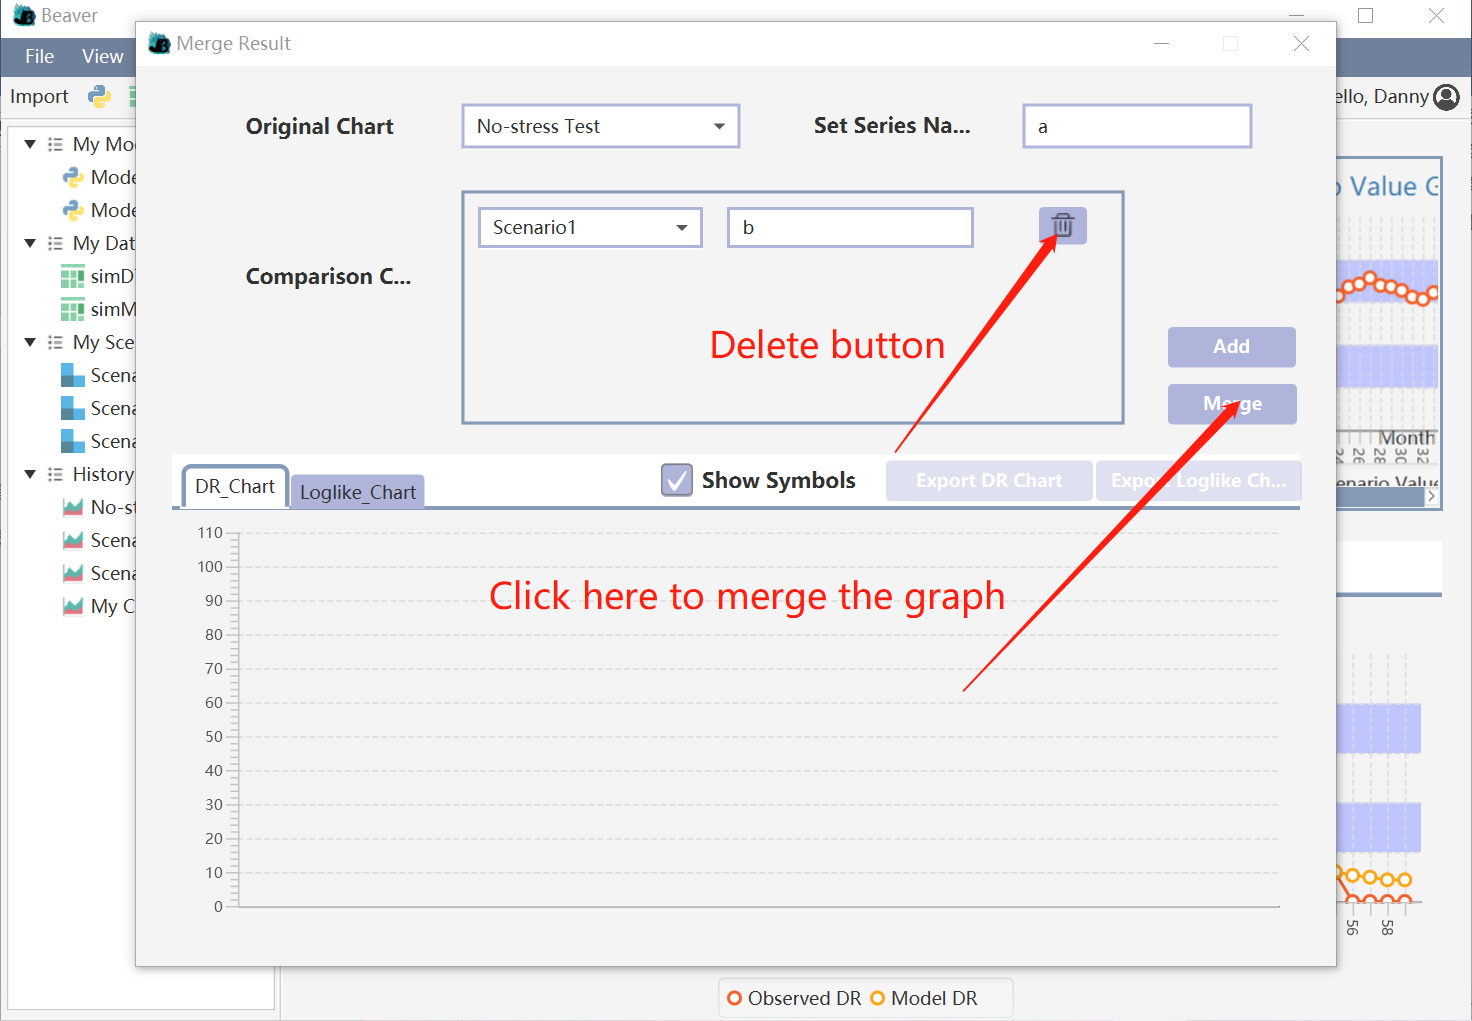 Beaver
Merge Result
File View
Import
ello, Danny
Original Chart
No-stress Test
Set Series Na...
a
My Mo
Mode
Mode
My Dat
simD
simM
My Sce
Scena
Scena
Scena
History
No-st
Scena
Scena
My C
Scenario1
b
Comparison C...
Delete button
Add
Merge
Value G
Month
26
28
30
32
enario Valu
DR_Chart
Loglike_Chart
Show Symbols
Export DR Chart
Export Loglike Ch...
110
100
90
80
70
60
50
40
30
20
10
0
Click here to merge the graph
56
58
Observed DR
Model DR